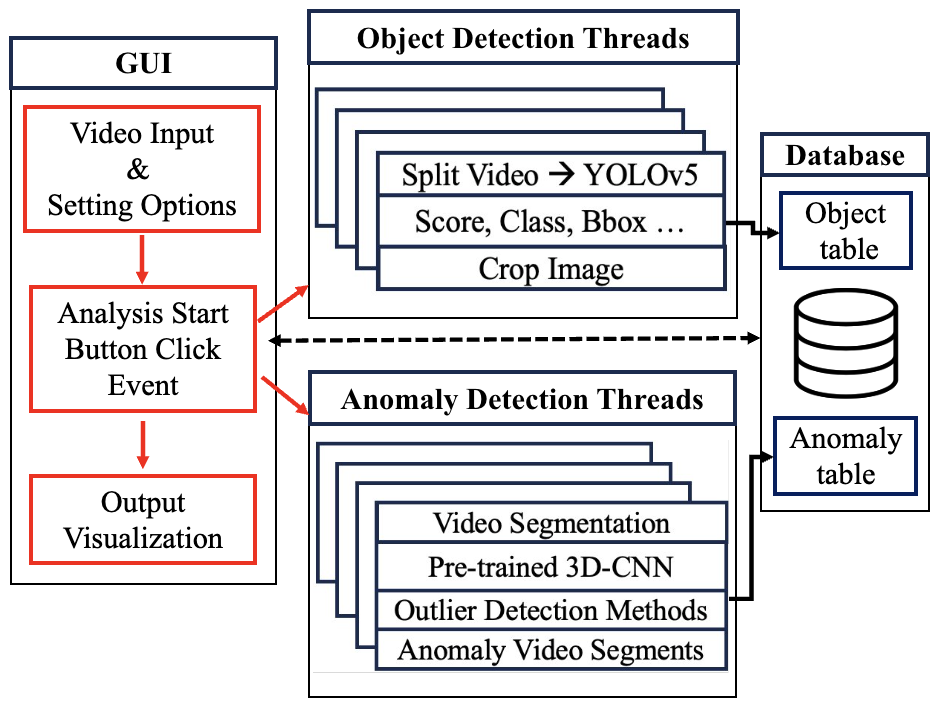 GUI
Video Input
&
Setting Options
Analysis Start
Button Click
Event
Output
Visualization
Object Detection Threads
Split Video → YOLOv5
Score, Class, Bbox …
Crop Image
Anomaly Detection Threads
Video Segmentation
Pre-trained 3D-CNN
Outlier Detection Methods
Anomaly Video Segments
Database
Object
table
Anomaly
table